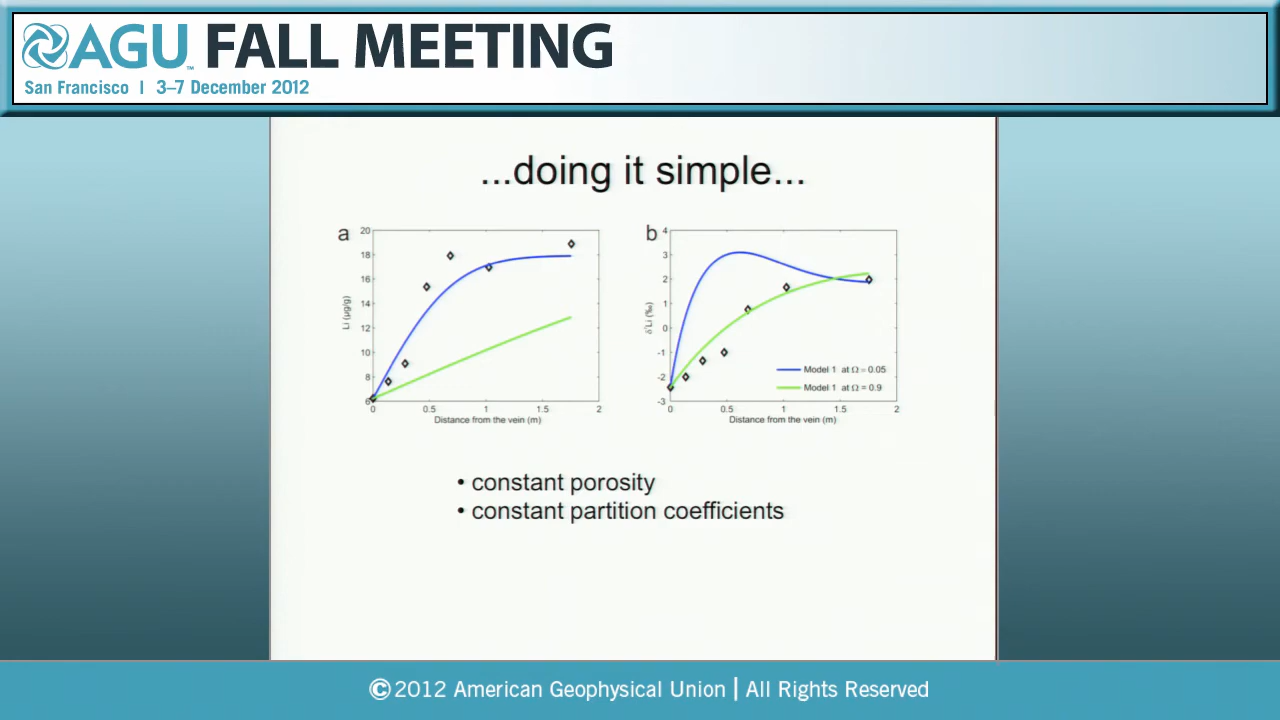 AGU™ FALL MEETING
San Francisco | 3–7 December 2012
...doing it simple...
a
20
18
16
14
12
10
8
6
Li (µg/g)
0 0.5 1 1.5 2
Distance from the vein (m)
b
4
3
2
1
0
-1
-2
-3
δ⁷Li (‰)
Model 1 at Ω = 0.05
Model 1 at Ω = 0.9
0 0.5 1 1.5 2
Distance from the vein (m)
• constant porosity
• constant partition coefficients
©2012 American Geophysical Union | All Rights Reserved